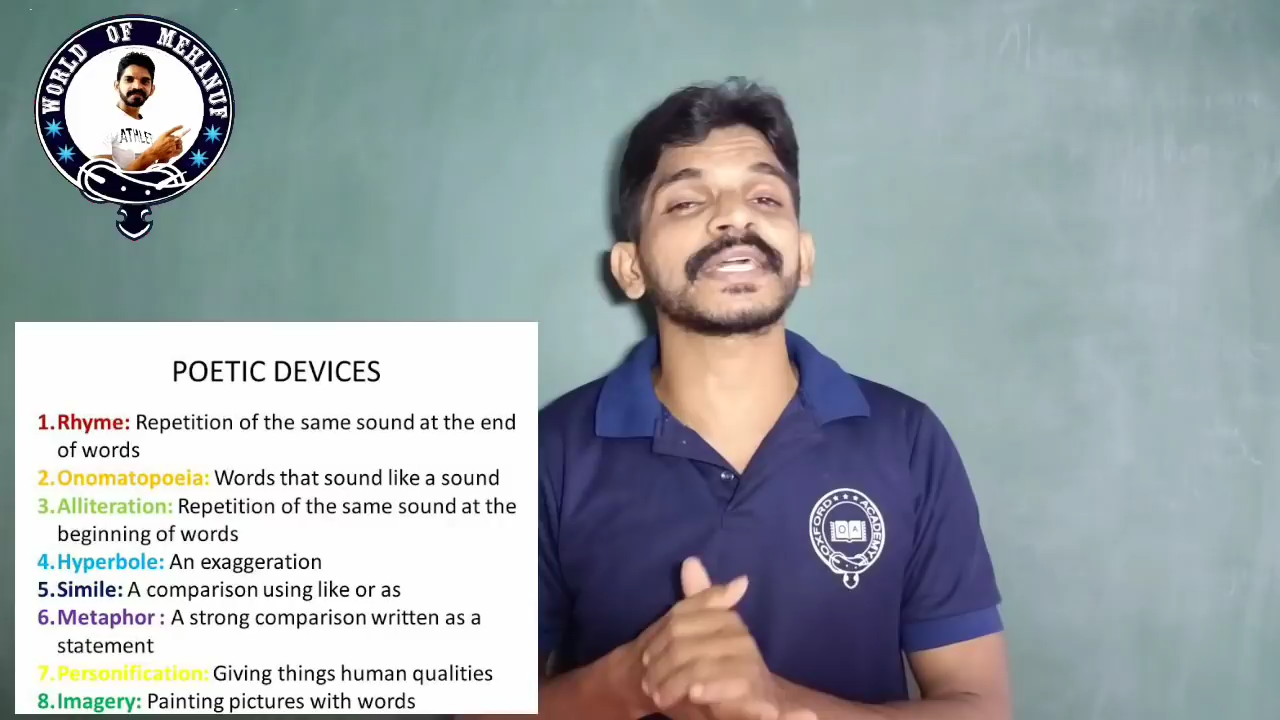 WORLD OF MEHANUF
ATHLE
POETIC DEVICES
1. Rhyme: Repetition of the same sound at the end
of words
2. Onomatopoeia: Words that sound like a sound
3. Alliteration: Repetition of the same sound at the
beginning of words
4. Hyperbole: An exaggeration
5. Simile: A comparison using like or as
6. Metaphor : A strong comparison written as a
statement
7. Personification: Giving things human qualities
8. Imagery: Painting pictures with words
OXFORD ACADEMY
OA